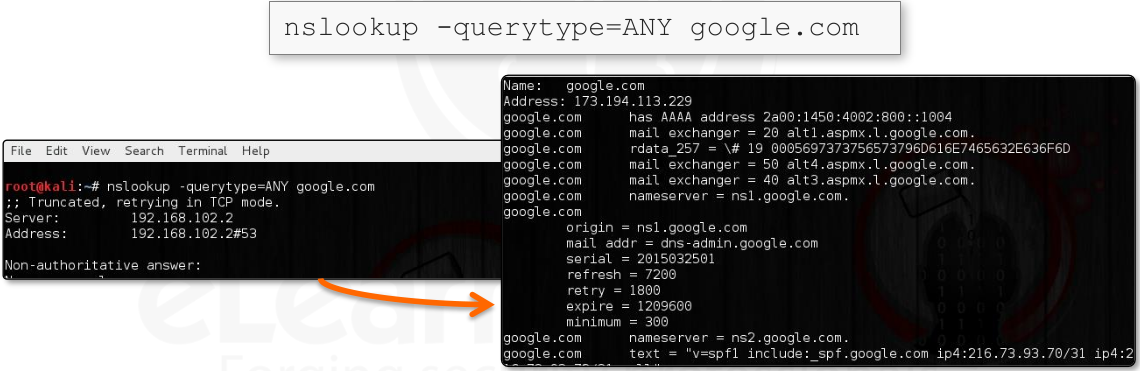 nslookup -querytype=ANY google.com
File Edit View Search Terminal Help
root@kali:~# nslookup -querytype=ANY google.com
;; Truncated, retrying in TCP mode.
Server: 192.168.102.2
Address: 192.168.102.2#53
Non-authoritative answer:
Name: google.com
Address: 173.194.113.229
google.com has AAAA address 2a00:1450:4002:800::1004
google.com mail exchanger = 20 alt1.aspmx.l.google.com.
google.com rdata_257 = \# 19 0005697373756573796D616E7465632E636F6D
google.com mail exchanger = 50 alt4.aspmx.l.google.com.
google.com mail exchanger = 40 alt3.aspmx.l.google.com.
google.com nameserver = ns1.google.com.
google.com
origin = ns1.google.com
mail addr = dns-admin.google.com
serial = 2015032501
refresh = 7200
retry = 1800
expire = 1209600
minimum = 300
google.com nameserver = ns2.google.com.
google.com text = "v=spf1 include:_spf.google.com ip4:216.73.93.70/31 ip4:2
eLearn